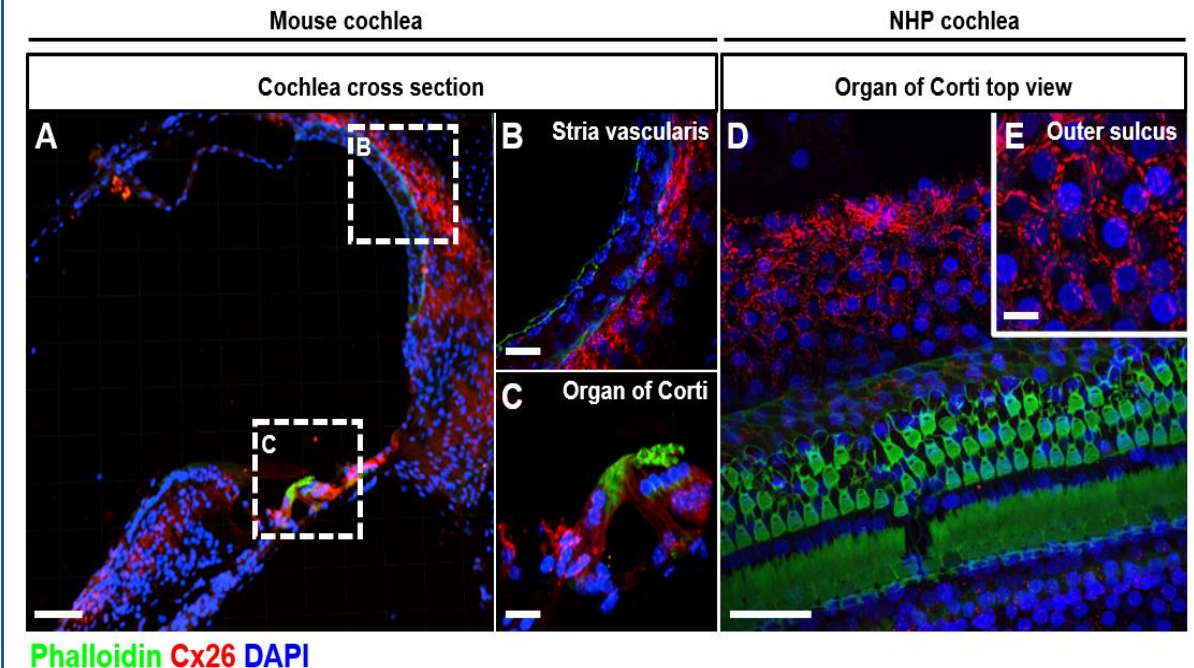 Mouse cochlea
NHP cochlea
Cochlea cross section
Organ of Corti top view
A
B
C
B Stria vascularis
C Organ of Corti
D
E Outer sulcus
Phalloidin Cx26 DAPI